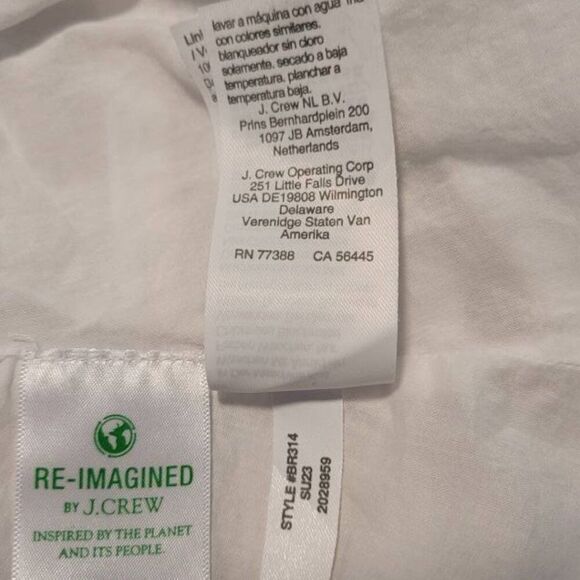 lavar a máquina con agua
con colores similares.
blanqueador sin cloro
solamente. secado a baja
temperatura. planchar a
temperatura baja.
J. Crew NL B.V.
Prins Bernhardplein 200
1097 JB Amsterdam,
Netherlands
J. Crew Operating Corp
251 Little Falls Drive
USA DE19808 Wilmington
Delaware
Verenidge Staten Van
Amerika
RN 77388 CA 56445
RE-IMAGINED
BY J.CREW
INSPIRED BY THE PLANET
AND ITS PEOPLE.
STYLE #BR314
SU23
2028959